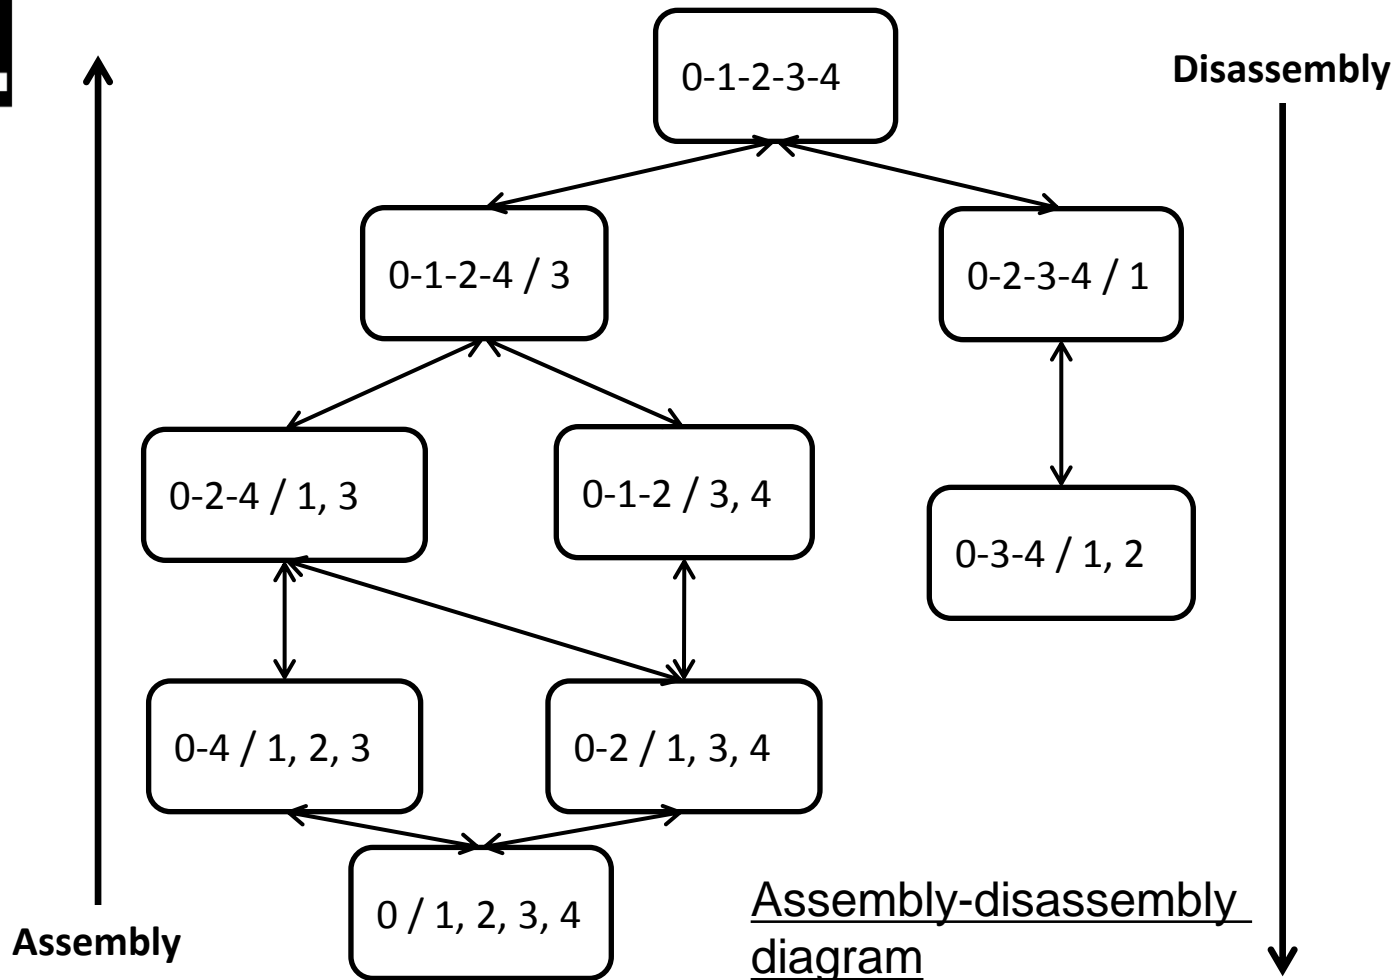 0-1-2-3-4
Disassembly
0-1-2-4 / 3
0-2-3-4 / 1
0-2-4 / 1, 3
0-1-2 / 3, 4
0-3-4 / 1, 2
0-4 / 1, 2, 3
0-2 / 1, 3, 4
0 / 1, 2, 3, 4
Assembly
Assembly-disassembly
diagram